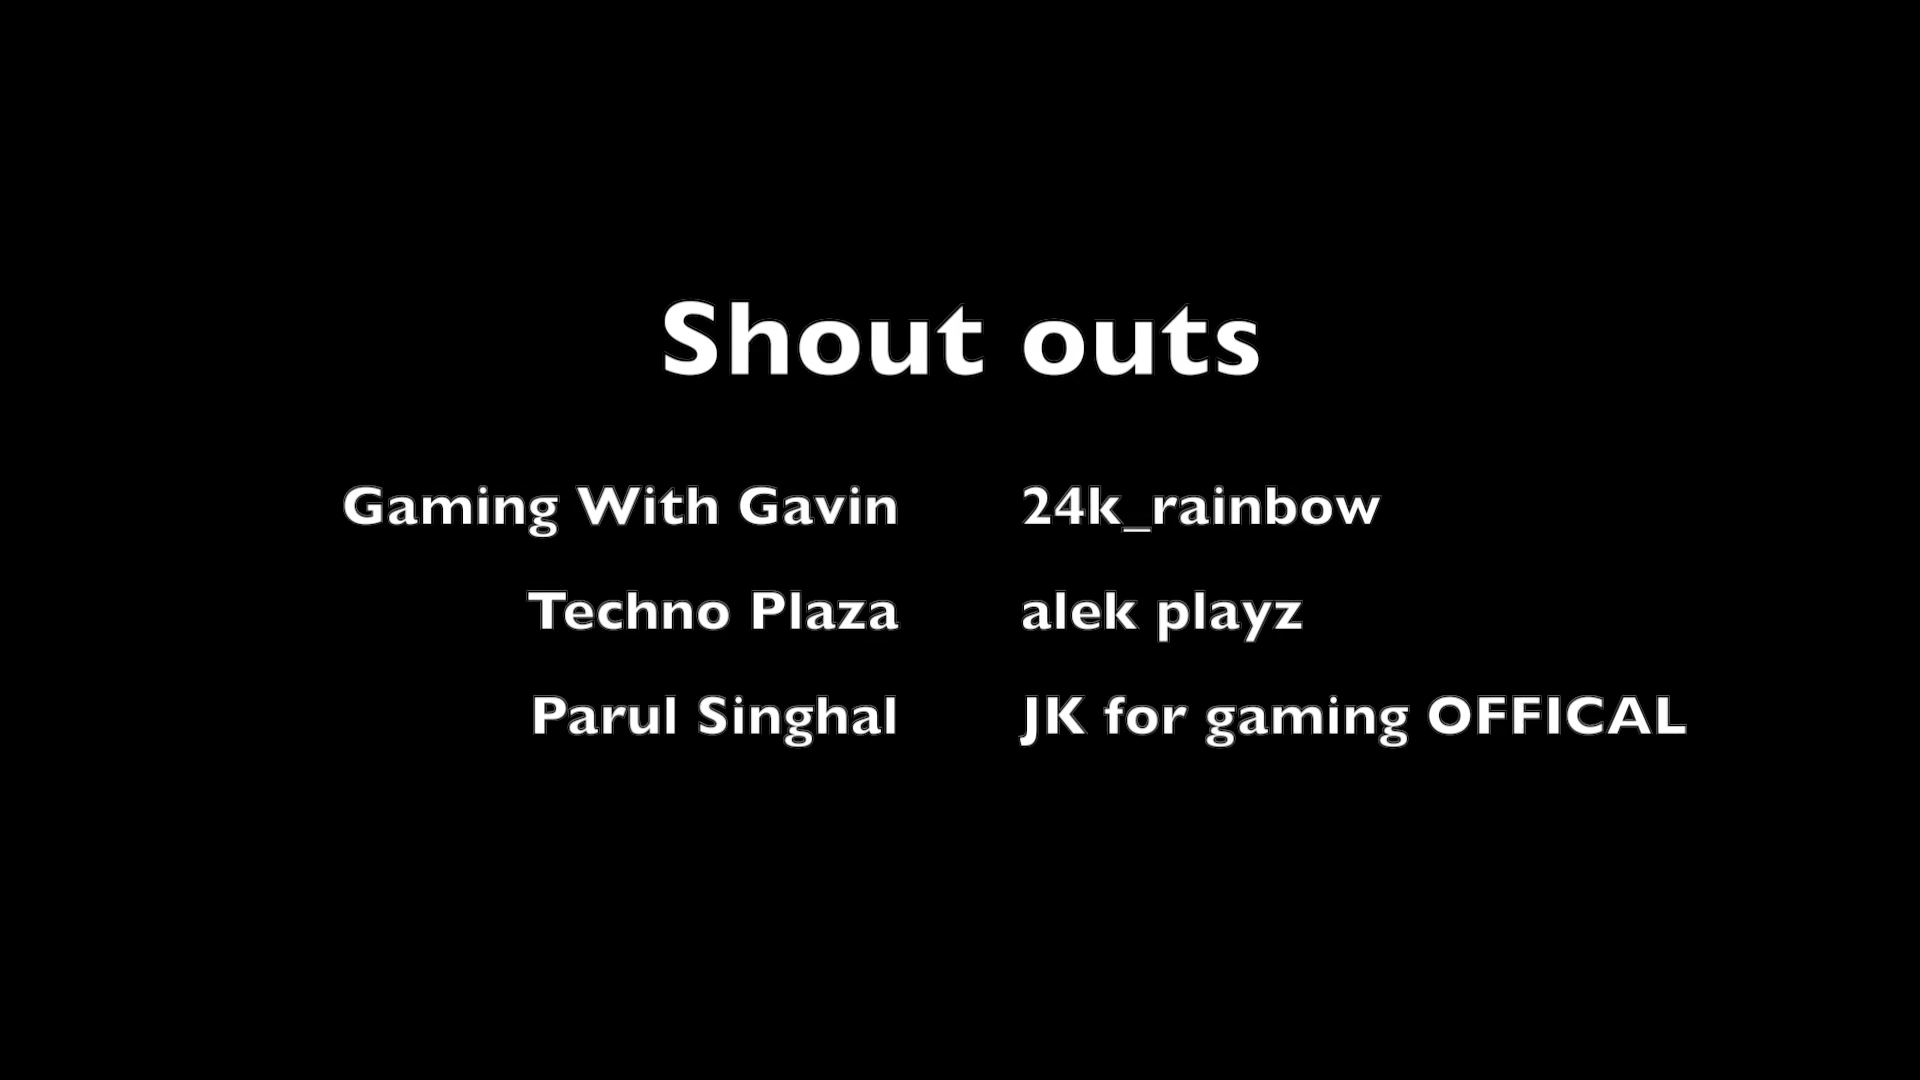 Shout outs
Gaming With Gavin 24k_rainbow
Techno Plaza alek playz
Parul Singhal JK for gaming OFFICAL